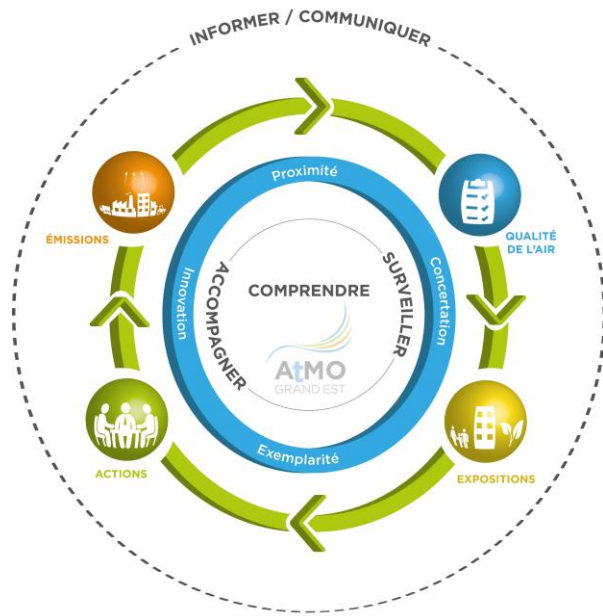 INFORMER / COMMUNIQUER
Proximité
ÉMISSIONS
QUALITÉ
DE L'AIR
Innovation
ACCOMPAGNER
COMPRENDRE
SURVEILLER
Concertation
AtMO
GRAND EST
ACTIONS
Exemplarité
EXPOSITIONS